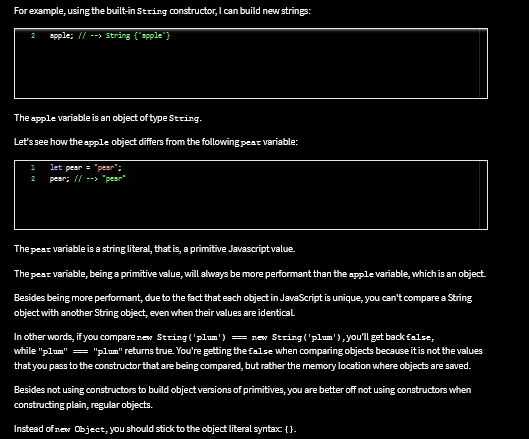 For example, using the built-in String constructor, I can build new strings:
2 apple; // --> String {'apple'}
The apple variable is an object of type String.
Let's see how the apple object differs from the following pear variable:
1 let pear = "pear";
2 pear; // --> "pear"
The pear variable is a string literal, that is, a primitive Javascript value.
The pear variable, being a primitive value, will always be more performant than the apple variable, which is an object.
Besides being more performant, due to the fact that each object in JavaScript is unique, you can't compare a String
object with another String object, even when their values are identical.
In other words, if you compare new String('plum') === new String('plum'), you'll get back false,
while "plum" === "plum" returns true. You're getting the false when comparing objects because it is not the values
that you pass to the constructor that are being compared, but rather the memory location where objects are saved.
Besides not using constructors to build object versions of primitives, you are better off not using constructors when
constructing plain, regular objects.
Instead of new Object, you should stick to the object literal syntax: {}.